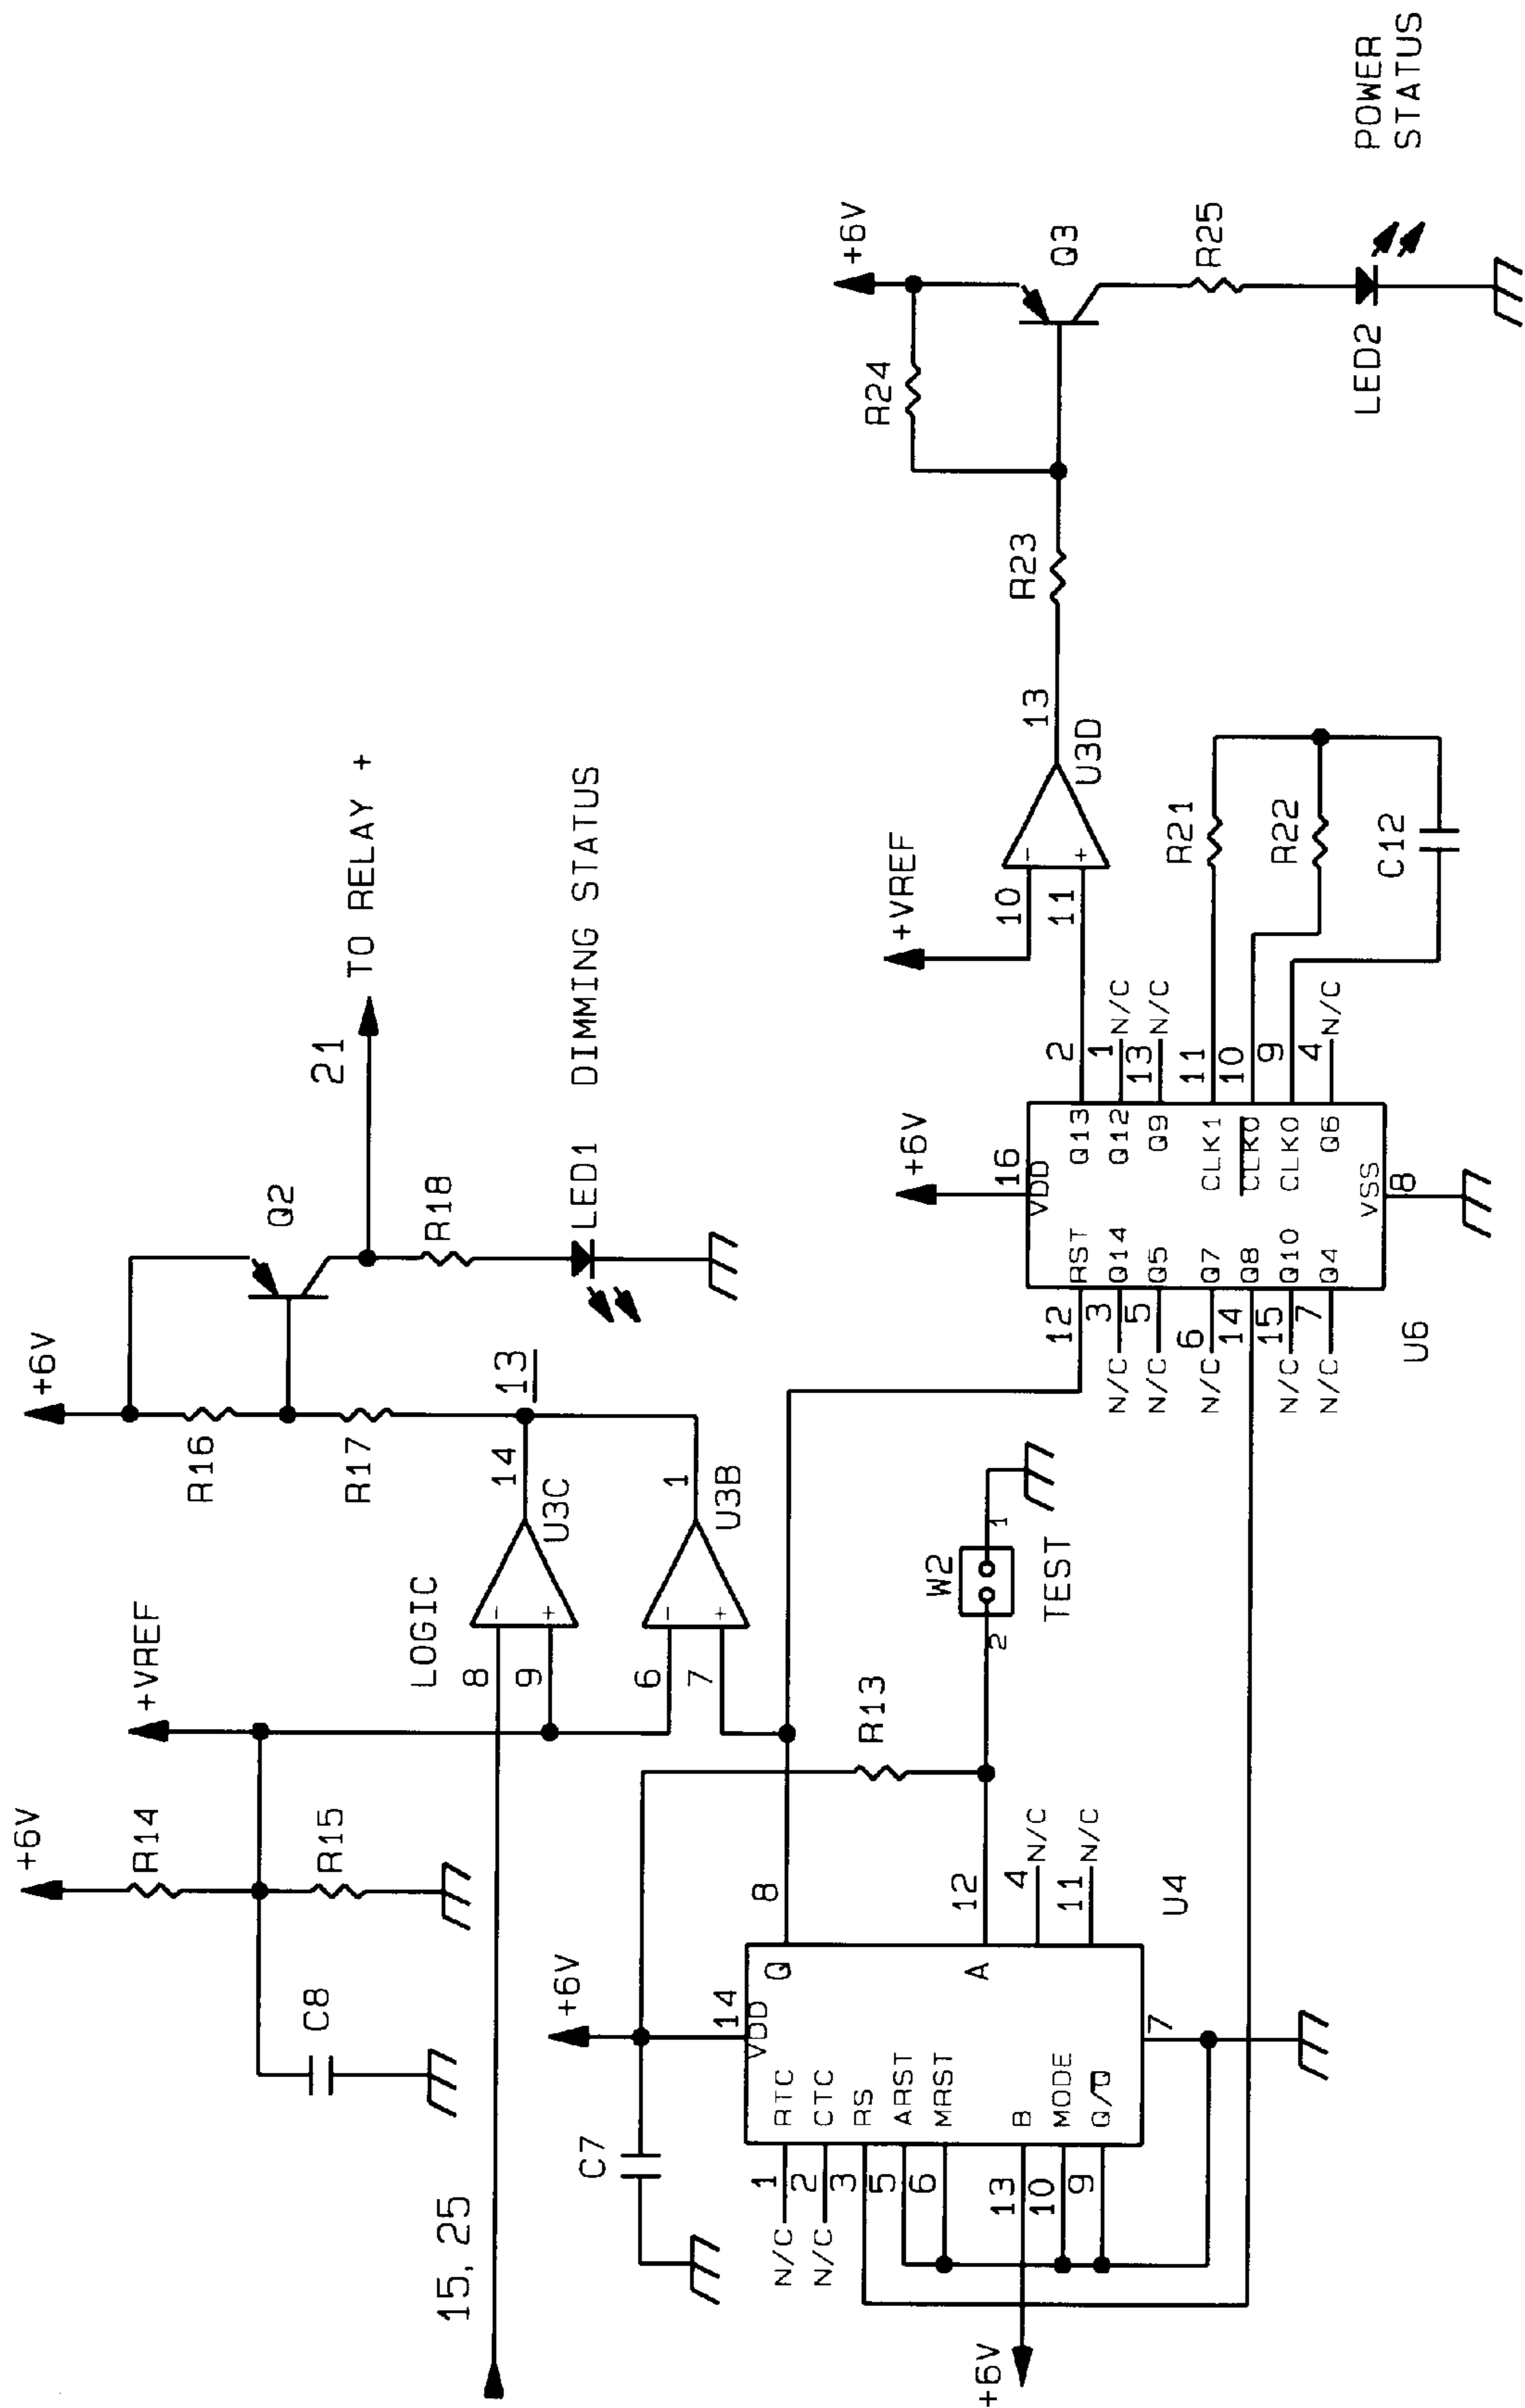 +6V
R14
R15
C8
+VREF
15, 25
LOGIC
8
9
14
U3C
6
7
1
U3B
13
+6V
R16
R17
Q2
21
TO RELAY +
R18
LED1 DIMMING STATUS
+6V
C7
14
VDD
N/C 1 RTC
N/C 2 CTC
3 RS
5 ARST
6 MRST
+6V 13 B
10 MODE
9 Q/Q̅
Q 8
A 12
4 N/C
11 N/C
7
U4
R13
W2
2
1
TEST
+6V
16
VDD
12 RST
N/C 3 Q14
N/C 5 Q5
N/C 6 Q7
14 Q8
N/C 15 Q10
N/C 7 Q4
Q13 2
Q12 1 N/C
Q9 13 N/C
CLK1 11
C̅L̅K̅0̅ 10
CLK0 9
Q6 4 N/C
VSS
8
U6
+VREF
10
11
13
U3D
R21
R22
C12
R23
R24
+6V
Q3
R25
LED2
POWER
STATUS